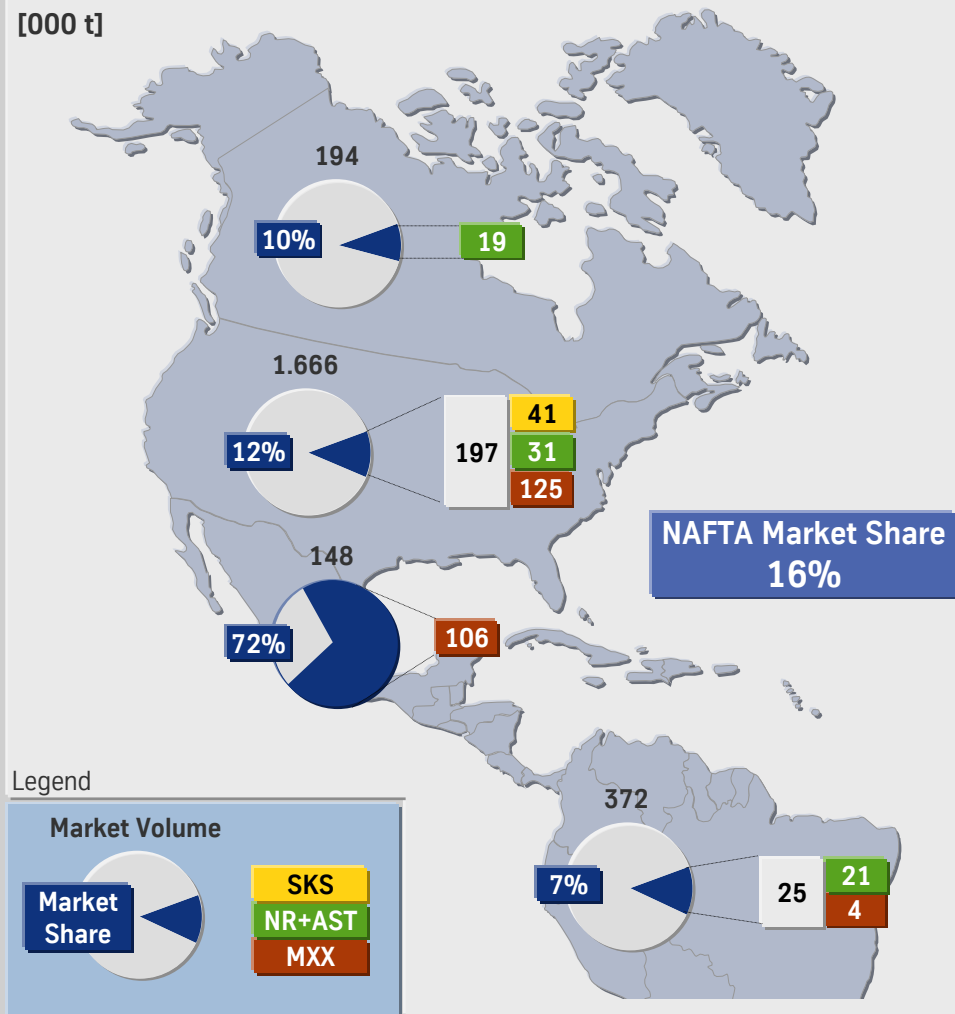 [000 t]
194
10%
19
1.666
12%
197
41
31
125
NAFTA Market Share
16%
148
72%
106
372
7%
25
21
4
Legend
Market Volume
Market
Share
SKS
NR+AST
MXX